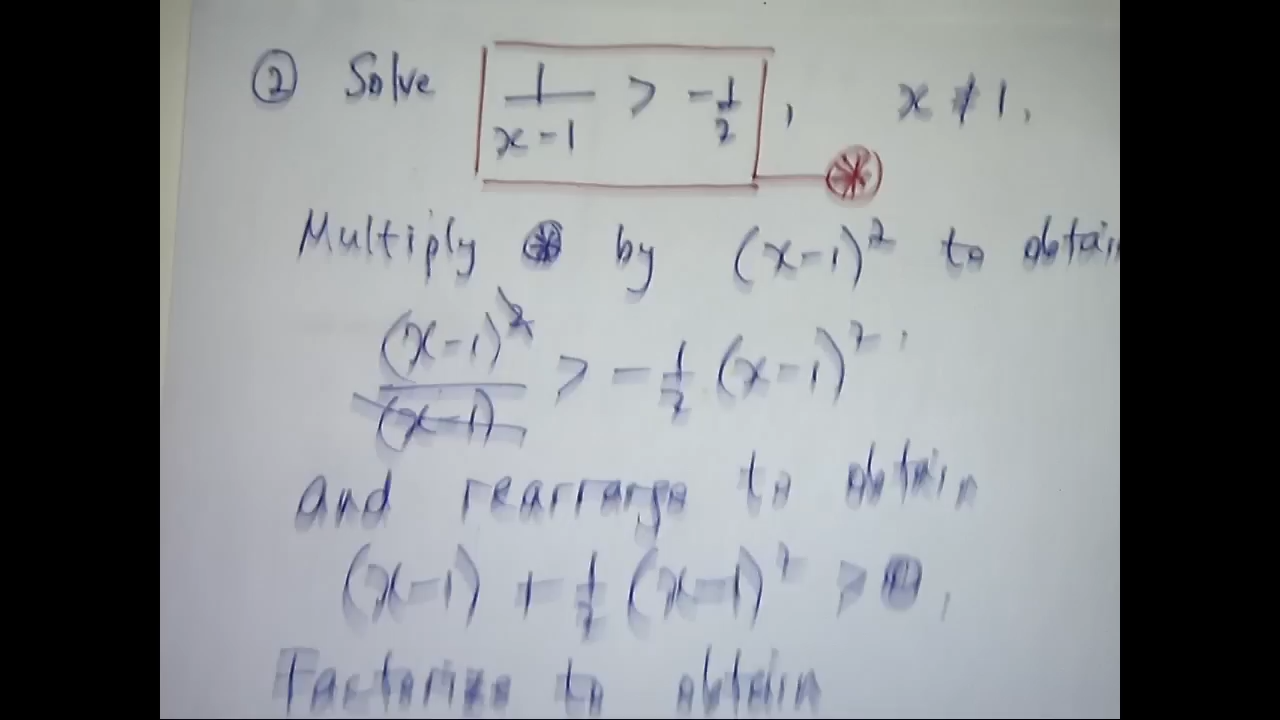 ② Solve 1/(x-1) > -1/2, x ≠ 1.
⊛
Multiply ⊛ by (x-1)² to obtain
(x-1)²/(x-1) > -1/2 (x-1)².
and rearrange to obtain
(x-1) + 1/2 (x-1)² > 0,
Factorize to obtain